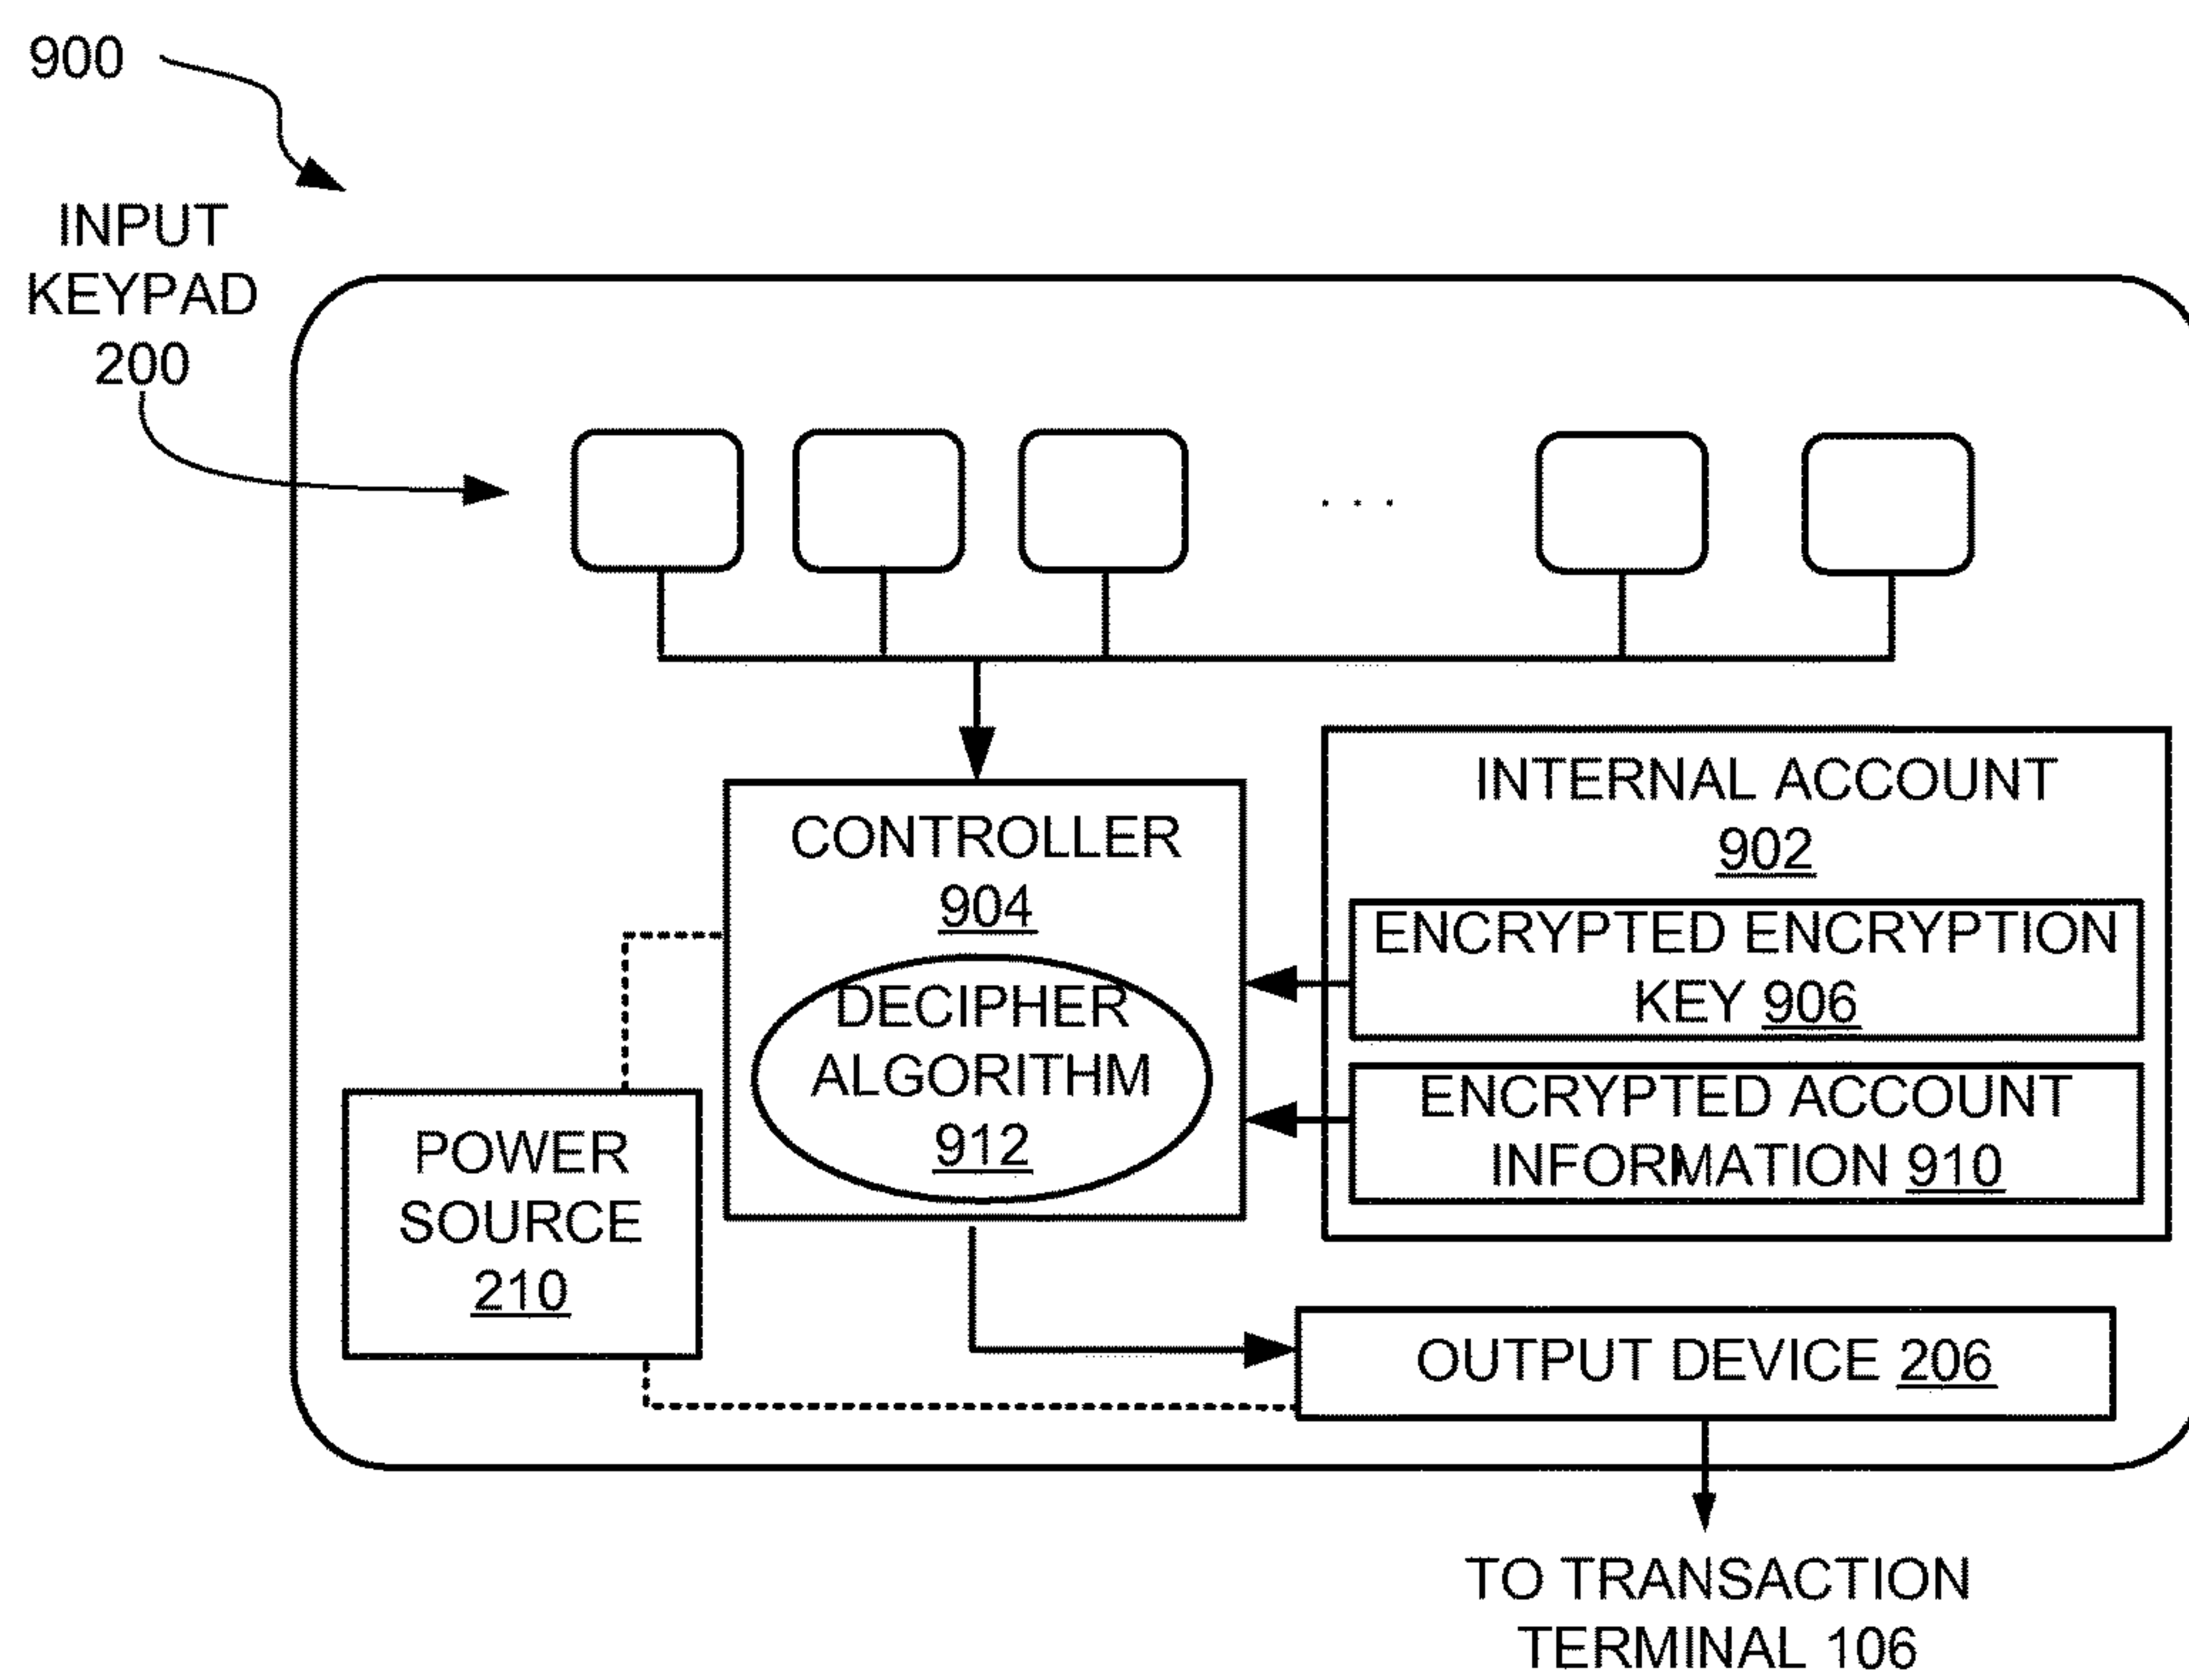 900
INPUT
KEYPAD
200
. . .
CONTROLLER
904
DECIPHER
ALGORITHM
912
INTERNAL ACCOUNT
902
ENCRYPTED ENCRYPTION
KEY 906
ENCRYPTED ACCOUNT
INFORMATION 910
POWER
SOURCE
210
OUTPUT DEVICE 206
TO TRANSACTION
TERMINAL 106